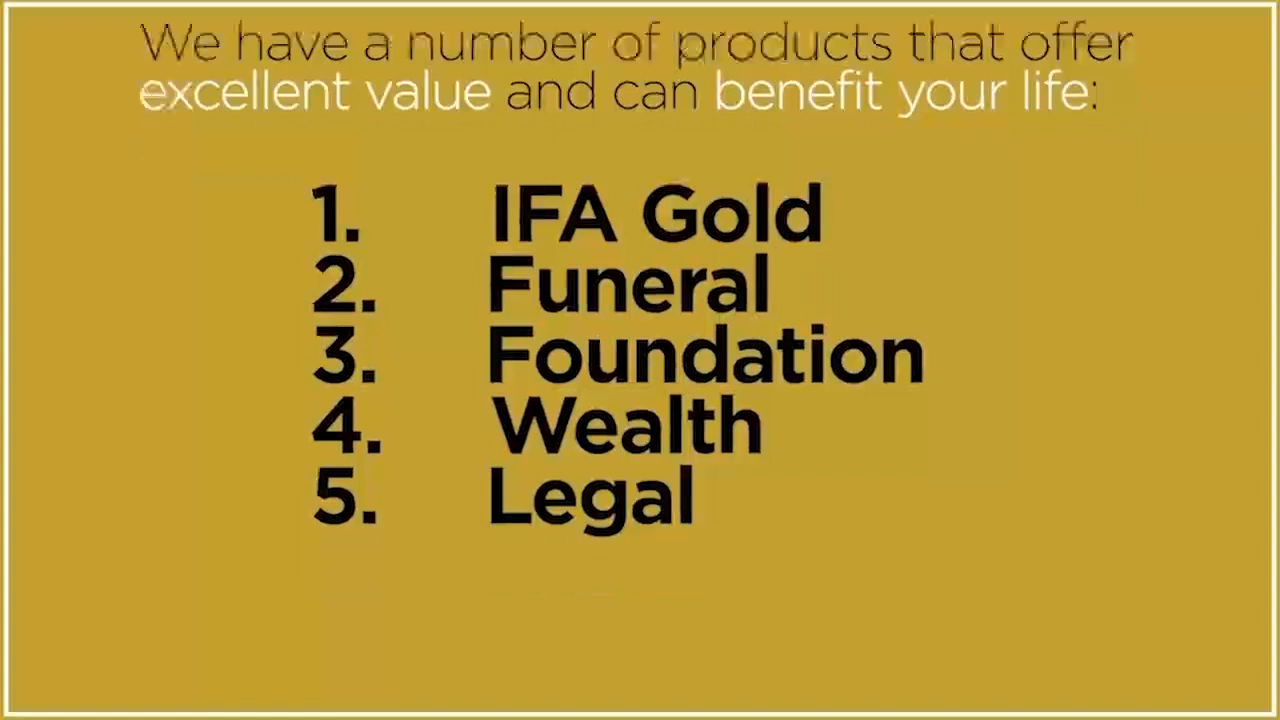 We have a number of products that offer
excellent value and can benefit your life:
1. IFA Gold
2. Funeral
3. Foundation
4. Wealth
5. Legal